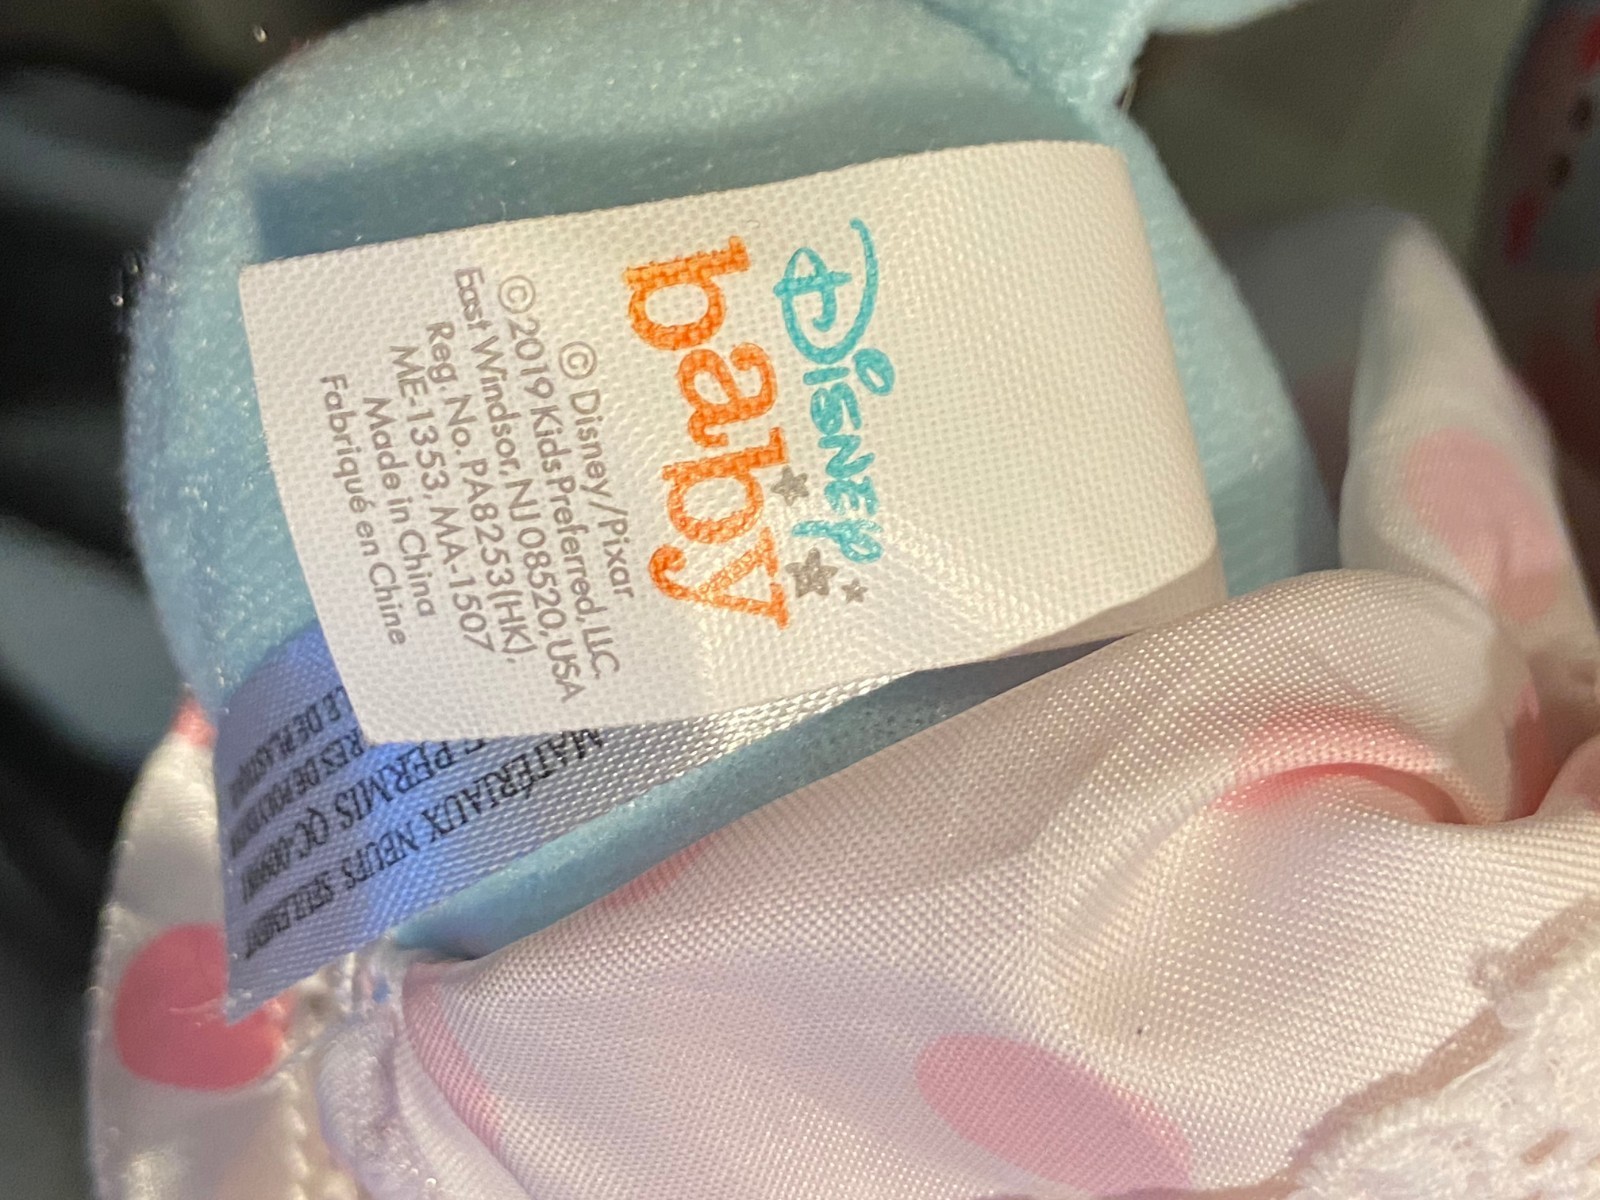 Disney
baby
© Disney/Pixar
©2019 Kids Preferred, LLC
East Windsor, NJ 08520, USA
Reg. No. PA8253(HK),
ME-1353, MA-1507
Made in China
Fabriqué en Chine
MATÉRIAUX NEUFS SEULEMENT
PERMIS